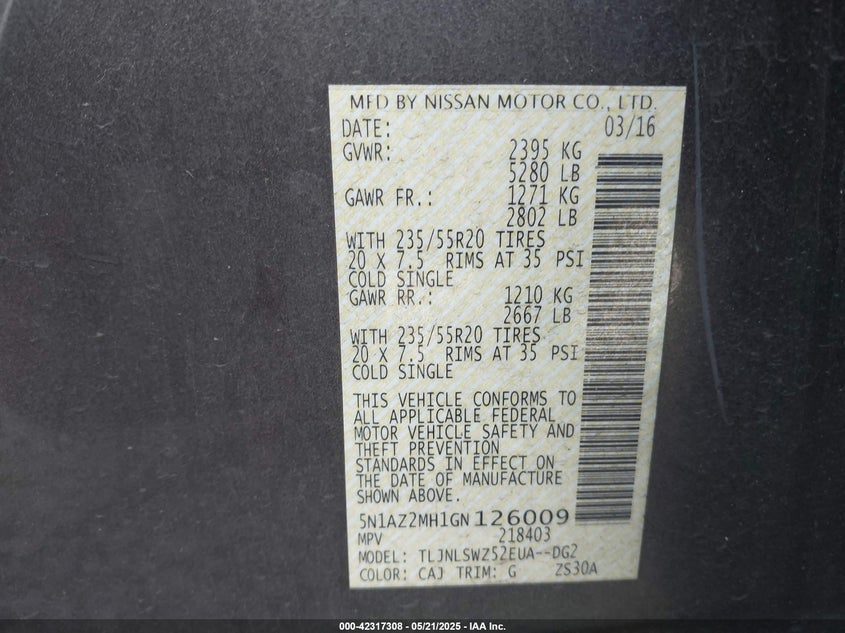 MFD BY NISSAN MOTOR CO., LTD.
DATE: 03/16
GVWR: 2395 KG
5280 LB
GAWR FR.: 1271 KG
2802 LB
WITH 235/55R20 TIRES
20 X 7.5 RIMS AT 35 PSI
COLD SINGLE
GAWR RR.: 1210 KG
2667 LB
WITH 235/55R20 TIRES
20 X 7.5 RIMS AT 35 PSI
COLD SINGLE
THIS VEHICLE CONFORMS TO
ALL APPLICABLE FEDERAL
MOTOR VEHICLE SAFETY AND
THEFT PREVENTION
STANDARDS IN EFFECT ON
THE DATE OF MANUFACTURE
SHOWN ABOVE.
5N1AZ2MH1GN126009
MPV 218403
MODEL: TLJNLSWZ52EUA--DG2
COLOR: CAJ TRIM: G ZS30A
000-42317308 - 05/21/2025 - IAA Inc.